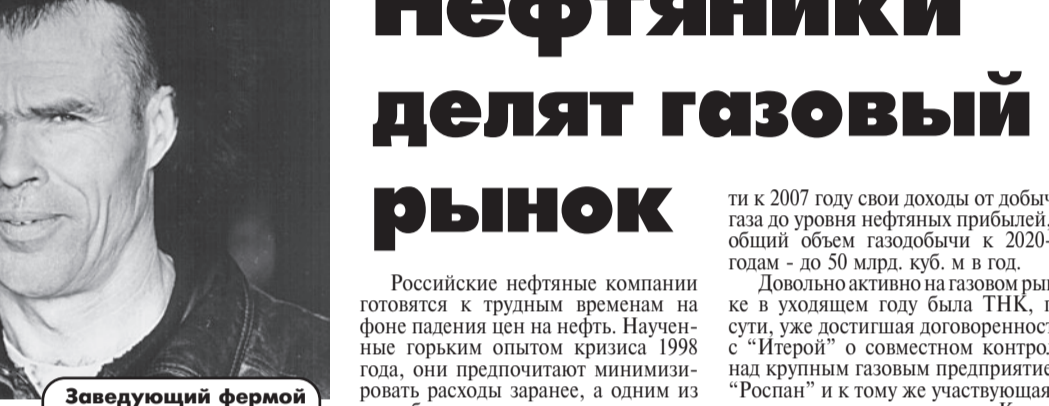 Нефтяники
делят газовый
рынок
Российские нефтяные компании
готовятся к трудным временам на
фоне падения цен на нефть. Научен-
ные горьким опытом кризиса 1998
года, они предпочитают минимизи-
ровать расходы заранее, а одним из
ти к 2007 году свои доходы от добыч
газа до уровня нефтяных прибылей,
общий объем газодобычи к 2020-
годам - до 50 млрд. куб. м в год.
Довольно активно на газовом ры
ке в уходящем году была ТНК, п
сути, уже достигшая договоренност
с “Итерой” о совместном контро
над крупным газовым предприятие
“Роспан” и к тому же участвующая
Заведующий фермой